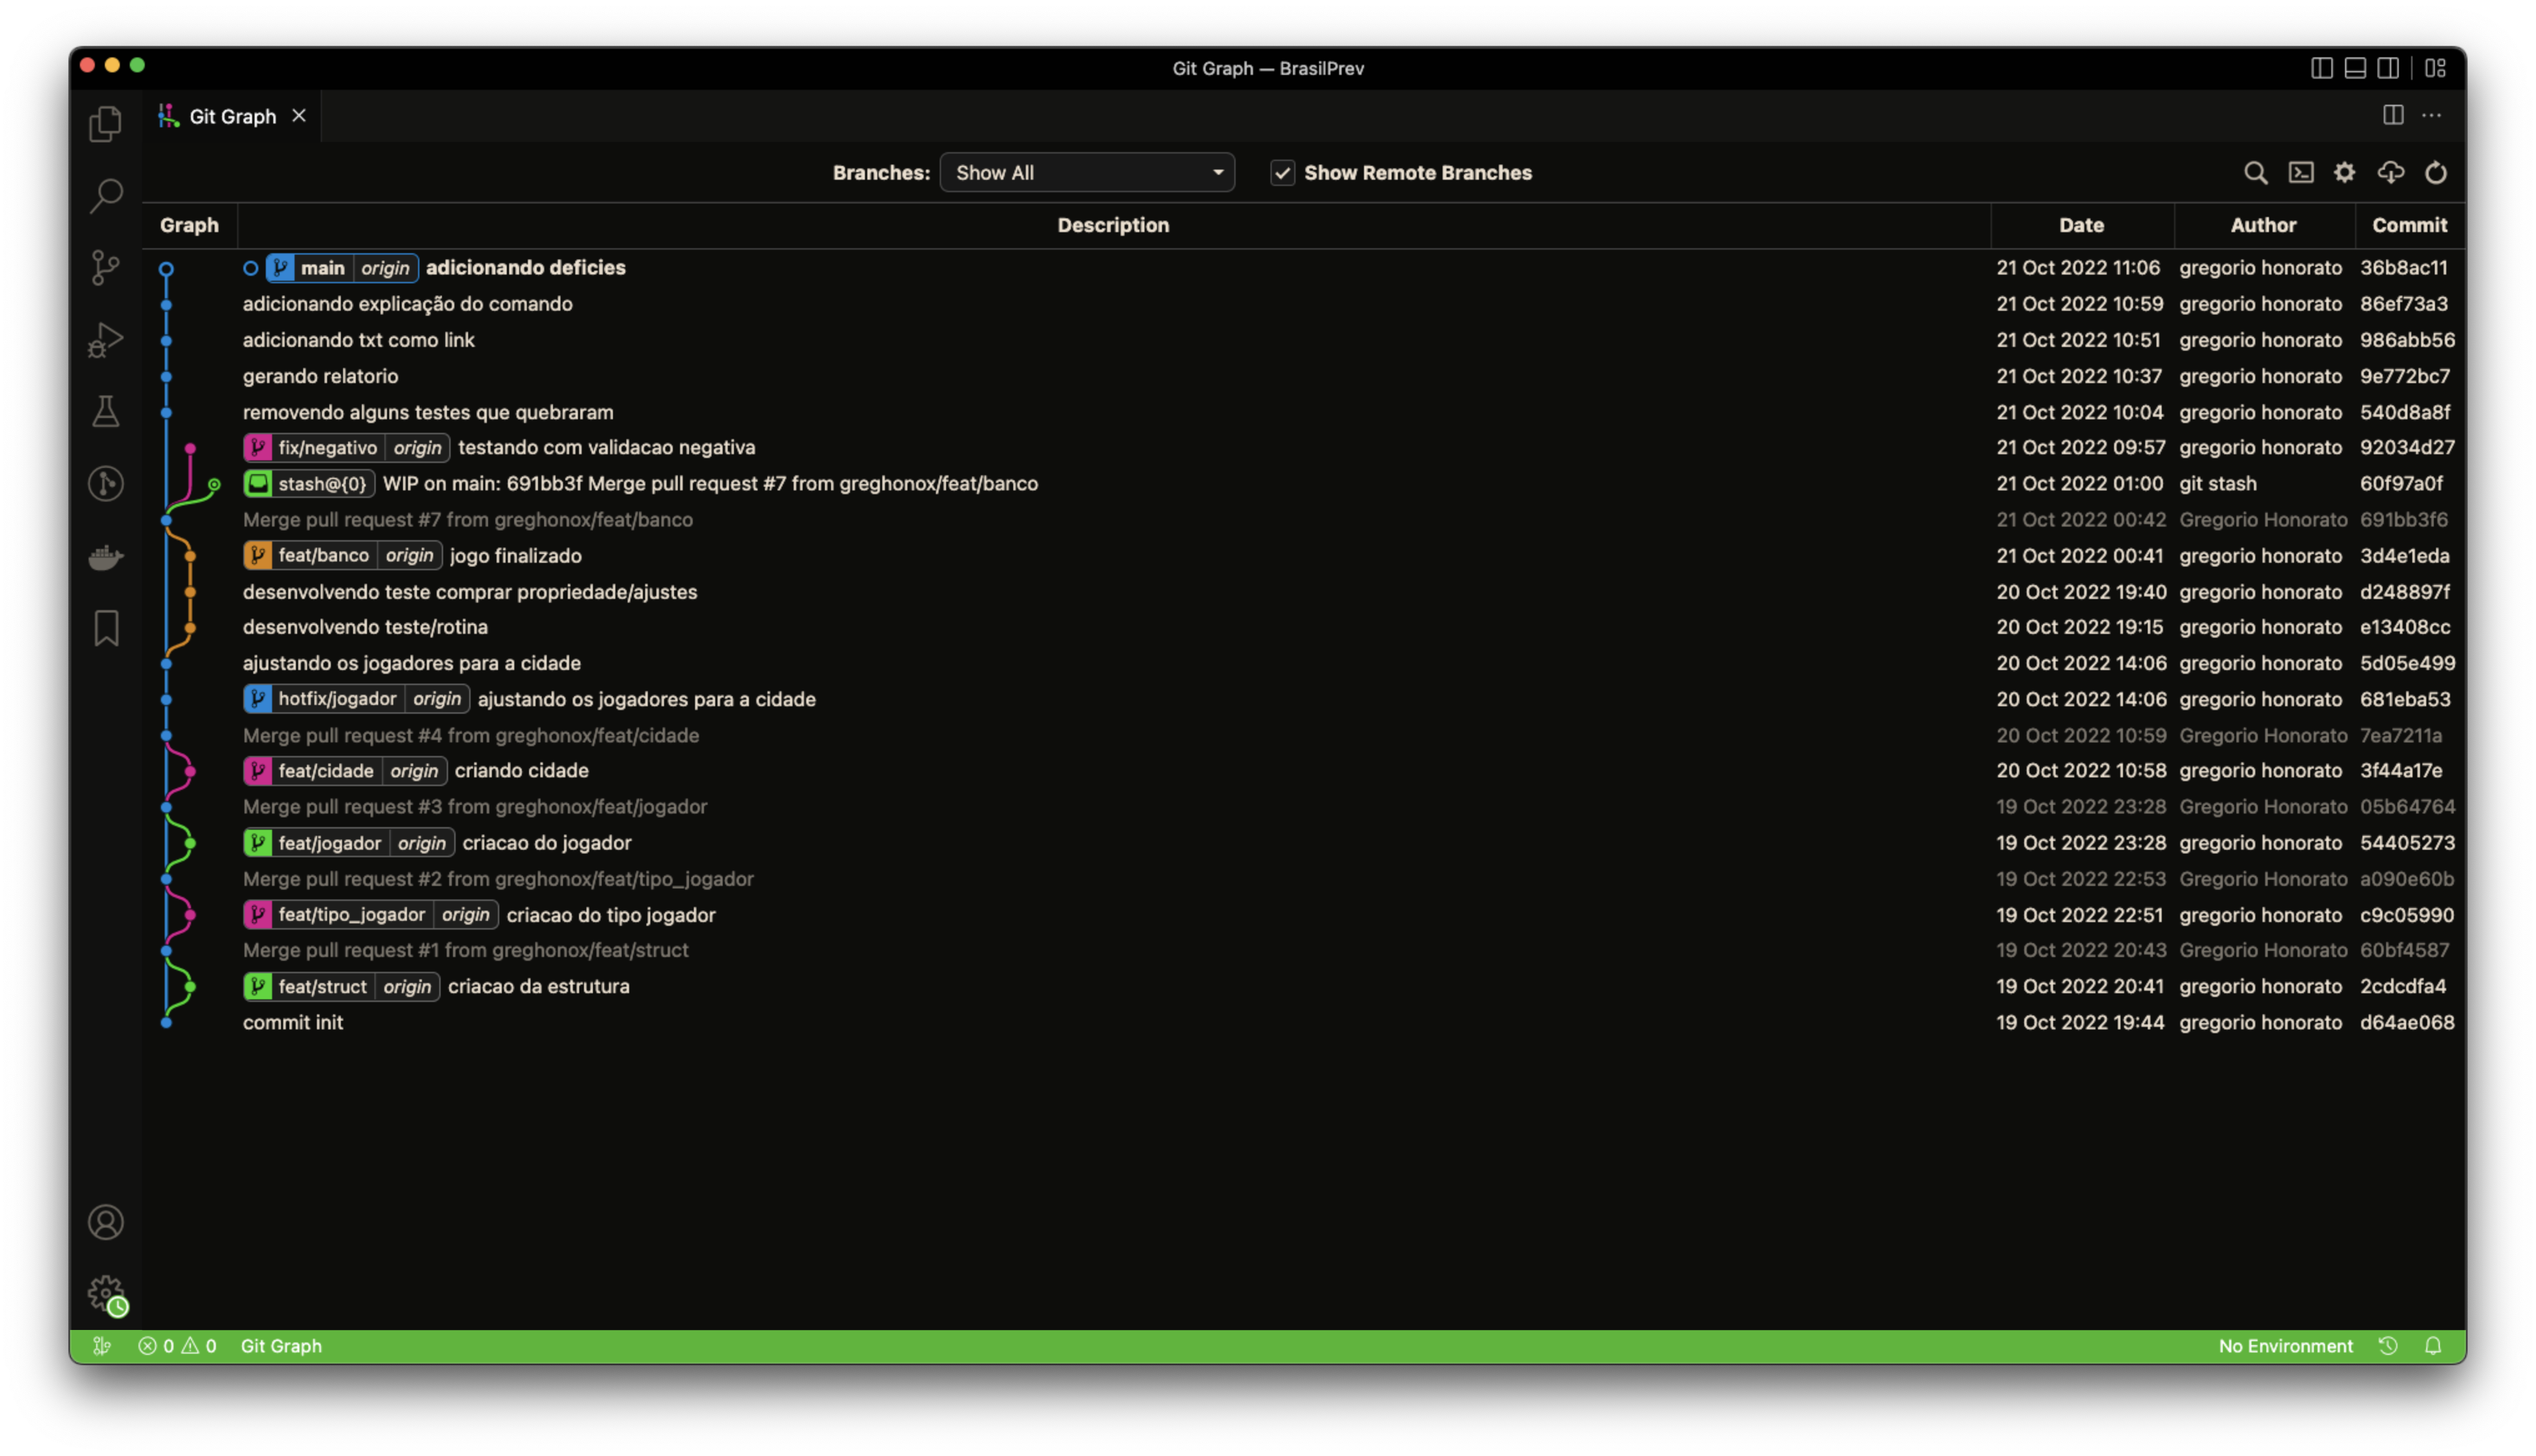 Git Graph — BrasilPrev
Git Graph
Branches: Show All Show Remote Branches
Graph Description Date Author Commit
main origin adicionando deficies 21 Oct 2022 11:06 gregorio honorato 36b8ac11
adicionando explicação do comando 21 Oct 2022 10:59 gregorio honorato 86ef73a3
adicionando txt como link 21 Oct 2022 10:51 gregorio honorato 986abb56
gerando relatorio 21 Oct 2022 10:37 gregorio honorato 9e772bc7
removendo alguns testes que quebraram 21 Oct 2022 10:04 gregorio honorato 540d8a8f
fix/negativo origin testando com validacao negativa 21 Oct 2022 09:57 gregorio honorato 92034d27
stash@{0} WIP on main: 691bb3f Merge pull request #7 from greghonox/feat/banco 21 Oct 2022 01:00 git stash 60f97a0f
Merge pull request #7 from greghonox/feat/banco 21 Oct 2022 00:42 Gregorio Honorato 691bb3f6
feat/banco origin jogo finalizado 21 Oct 2022 00:41 gregorio honorato 3d4e1eda
desenvolvendo teste comprar propriedade/ajustes 20 Oct 2022 19:40 gregorio honorato d248897f
desenvolvendo teste/rotina 20 Oct 2022 19:15 gregorio honorato e13408cc
ajustando os jogadores para a cidade 20 Oct 2022 14:06 gregorio honorato 5d05e499
hotfix/jogador origin ajustando os jogadores para a cidade 20 Oct 2022 14:06 gregorio honorato 681eba53
Merge pull request #4 from greghonox/feat/cidade 20 Oct 2022 10:59 Gregorio Honorato 7ea7211a
feat/cidade origin criando cidade 20 Oct 2022 10:58 gregorio honorato 3f44a17e
Merge pull request #3 from greghonox/feat/jogador 19 Oct 2022 23:28 Gregorio Honorato 05b64764
feat/jogador origin criacao do jogador 19 Oct 2022 23:28 gregorio honorato 54405273
Merge pull request #2 from greghonox/feat/tipo_jogador 19 Oct 2022 22:53 Gregorio Honorato a090e60b
feat/tipo_jogador origin criacao do tipo jogador 19 Oct 2022 22:51 gregorio honorato c9c05990
Merge pull request #1 from greghonox/feat/struct 19 Oct 2022 20:43 Gregorio Honorato 60bf4587
feat/struct origin criacao da estrutura 19 Oct 2022 20:41 gregorio honorato 2cdcdfa4
commit init 19 Oct 2022 19:44 gregorio honorato d64ae068
0 0 Git Graph No Environment